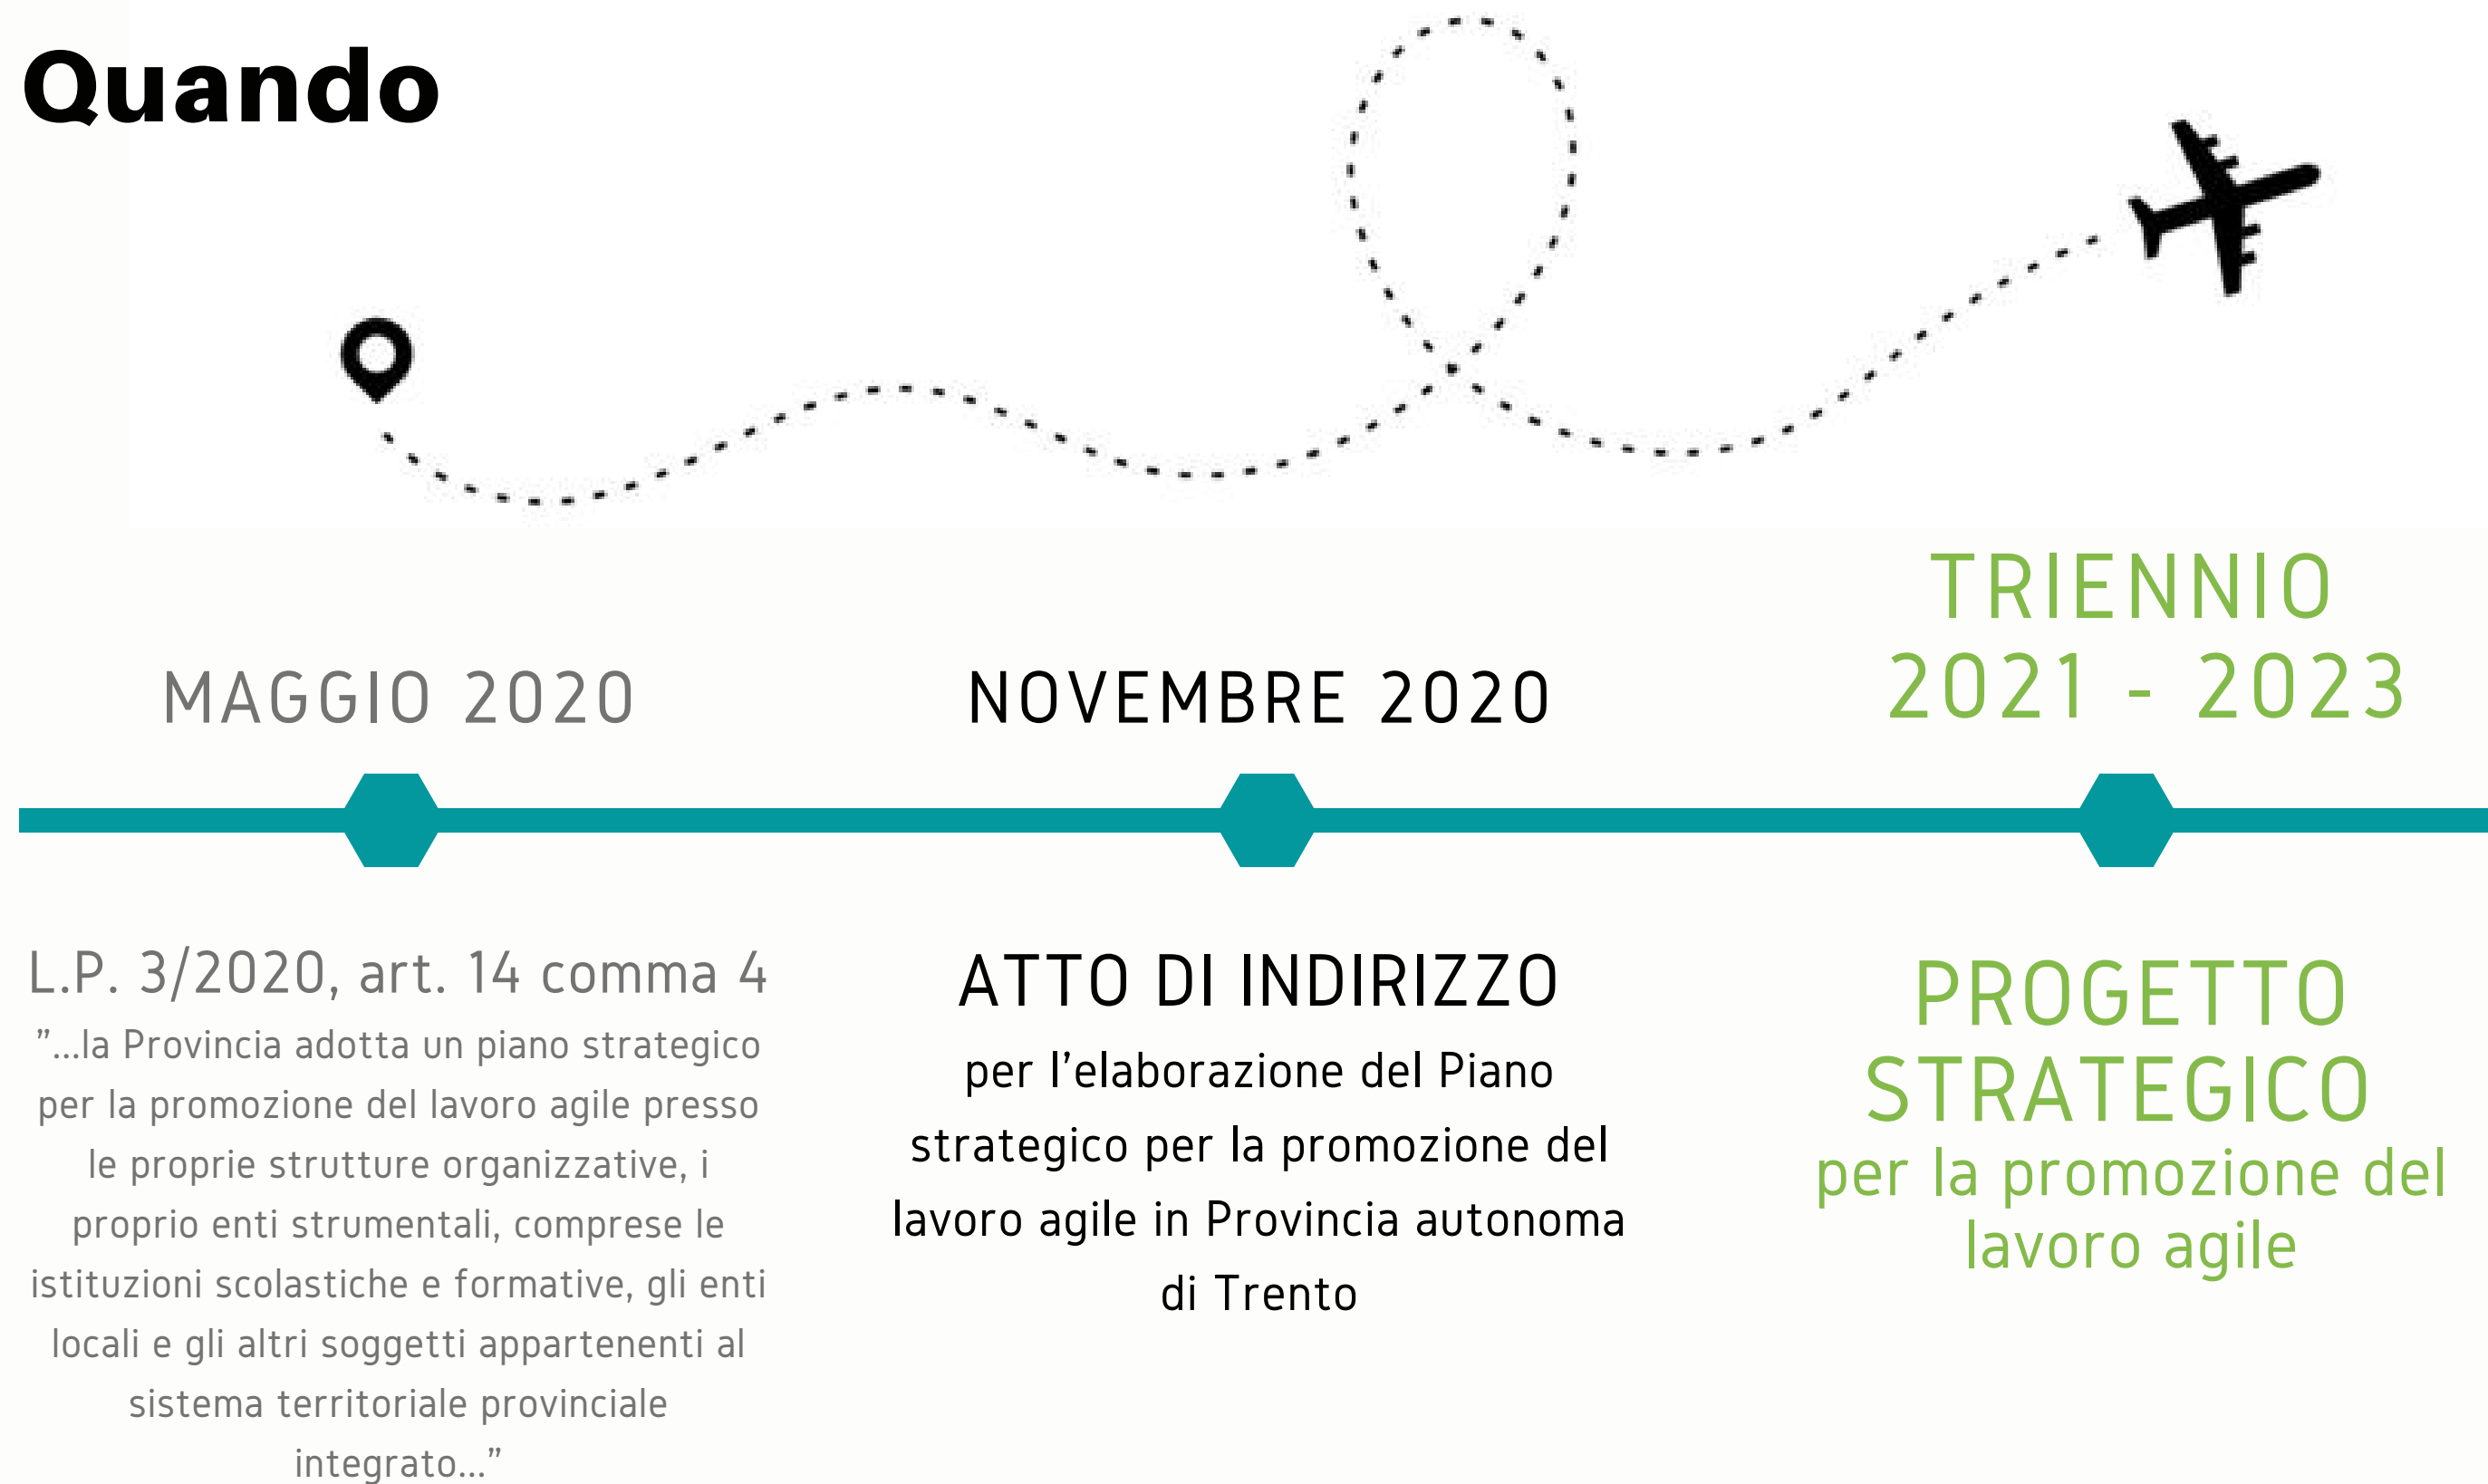 Quando
MAGGIO 2020
L.P. 3/2020, art. 14 comma 4
”...la Provincia adotta un piano strategico
per la promozione del lavoro agile presso
le proprie strutture organizzative, i
proprio enti strumentali, comprese le
istituzioni scolastiche e formative, gli enti
locali e gli altri soggetti appartenenti al
sistema territoriale provinciale
integrato...”
NOVEMBRE 2020
ATTO DI INDIRIZZO
per l’elaborazione del Piano
strategico per la promozione del
lavoro agile in Provincia autonoma
di Trento
TRIENNIO
2021 - 2023
PROGETTO
STRATEGICO
per la promozione del
lavoro agile